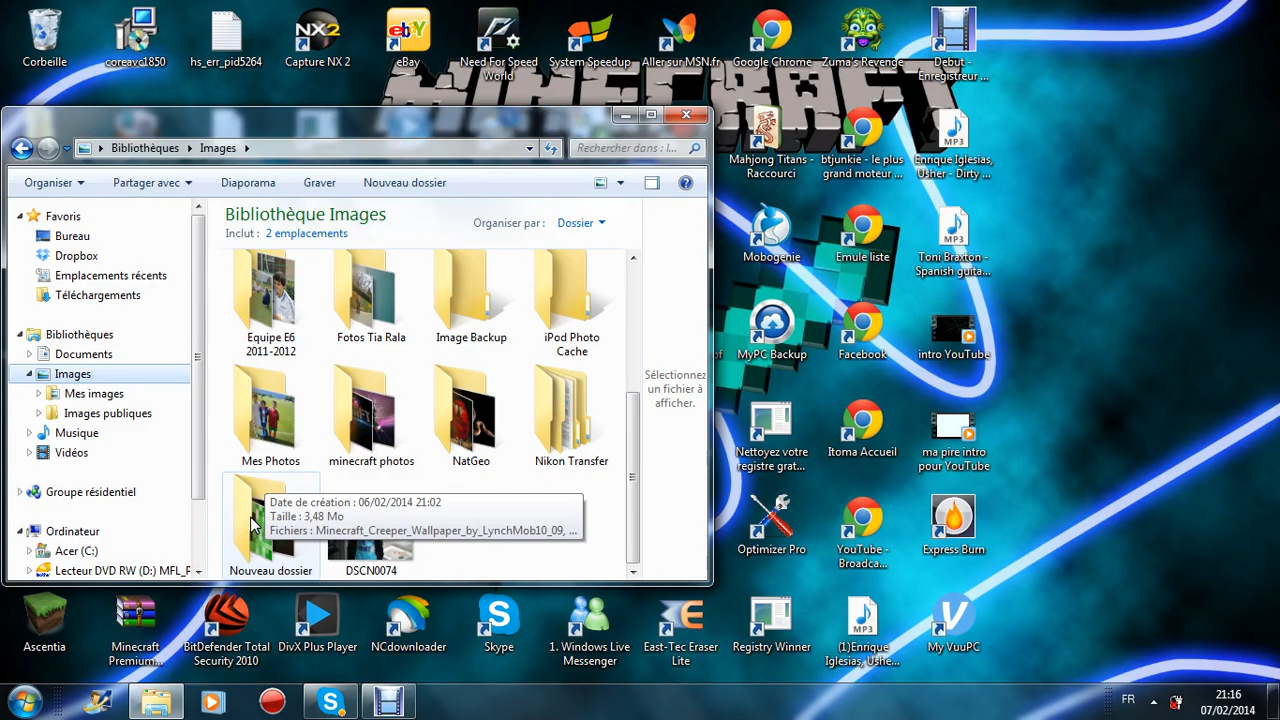 Corbeille
coreavc1850
hs_err_pid5264
NX2
Capture NX 2
ebay
eBay
Need For Speed
World
System Speedup
Aller sur MSN.fr
Google Chrome
Zuma's Revenge
Debut -
Enregistreur ...
MINECRAFT
Bibliothèques
Images
Rechercher dans : I...
Mahjong Titans -
Raccourci
btjunkie - le plus
grand moteur ...
MP3
Enrique Iglesias,
Usher - Dirty ...
Organiser
Partager avec
Diaporama
Graver
Nouveau dossier
Favoris
Bureau
Dropbox
Emplacements récents
Téléchargements
Bibliothèques
Documents
Images
Mes images
Images publiques
Musique
Vidéos
Groupe résidentiel
Ordinateur
Acer (C:)
Lecteur DVD RW (D:) MFL_F
Bibliothèque Images
Inclut : 2 emplacements
Organiser par : Dossier
Equipe E6
2011-2012
Fotos Tia Rala
Image Backup
iPod Photo
Cache
Mes Photos
minecraft photos
NatGeo
Nikon Transfer
Date de création : 06/02/2014 21:02
Taille : 3,48 Mo
Fichiers : Minecraft_Creeper_Wallpaper_by_LynchMob10_09, ...
Nouveau dossier
DSCN0074
Sélectionnez
un fichier à
afficher.
Mobogenie
Emule liste
MP3
Toni Braxton -
Spanish guita...
MyPC Backup
Facebook
intro YouTube
Nettoyez votre
registre grat...
Itoma Accueil
ma pire intro
pour YouTube
Optimizer Pro
YouTube -
Broadca...
Express Burn
Ascentia
Minecraft
Premium...
BitDefender Total
Security 2010
DivX Plus Player
NCdownloader
Skype
1. Windows Live
Messenger
East-Tec Eraser
Lite
Registry Winner
MP3
(1)Enrique
Iglesias, Ushe...
My VuuPC
FR
21:16
07/02/2014